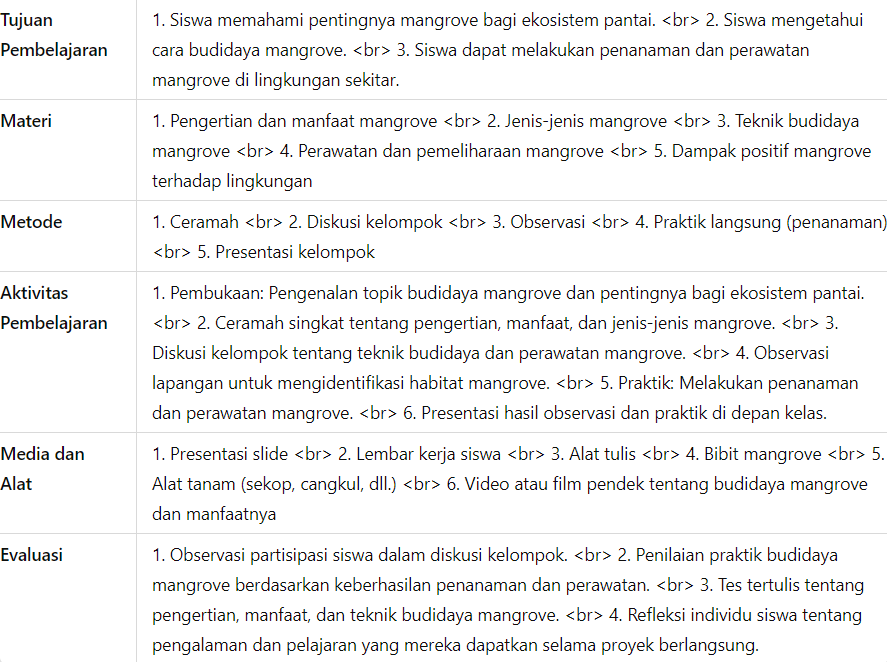 Tujuan
Pembelajaran
1. Siswa memahami pentingnya mangrove bagi ekosistem pantai. <br> 2. Siswa mengetahui
cara budidaya mangrove. <br> 3. Siswa dapat melakukan penanaman dan perawatan
mangrove di lingkungan sekitar.
Materi
1. Pengertian dan manfaat mangrove <br> 2. Jenis-jenis mangrove <br> 3. Teknik budidaya
mangrove <br> 4. Perawatan dan pemeliharaan mangrove <br> 5. Dampak positif mangrove
terhadap lingkungan
Metode
1. Ceramah <br> 2. Diskusi kelompok <br> 3. Observasi <br> 4. Praktik langsung (penanaman)
<br> 5. Presentasi kelompok
Aktivitas
Pembelajaran
1. Pembukaan: Pengenalan topik budidaya mangrove dan pentingnya bagi ekosistem pantai.
<br> 2. Ceramah singkat tentang pengertian, manfaat, dan jenis-jenis mangrove. <br> 3.
Diskusi kelompok tentang teknik budidaya dan perawatan mangrove. <br> 4. Observasi
lapangan untuk mengidentifikasi habitat mangrove. <br> 5. Praktik: Melakukan penanaman
dan perawatan mangrove. <br> 6. Presentasi hasil observasi dan praktik di depan kelas.
Media dan
Alat
1. Presentasi slide <br> 2. Lembar kerja siswa <br> 3. Alat tulis <br> 4. Bibit mangrove <br> 5.
Alat tanam (sekop, cangkul, dll.) <br> 6. Video atau film pendek tentang budidaya mangrove
dan manfaatnya
Evaluasi
1. Observasi partisipasi siswa dalam diskusi kelompok. <br> 2. Penilaian praktik budidaya
mangrove berdasarkan keberhasilan penanaman dan perawatan. <br> 3. Tes tertulis tentang
pengertian, manfaat, dan teknik budidaya mangrove. <br> 4. Refleksi individu siswa tentang
pengalaman dan pelajaran yang mereka dapatkan selama proyek berlangsung.